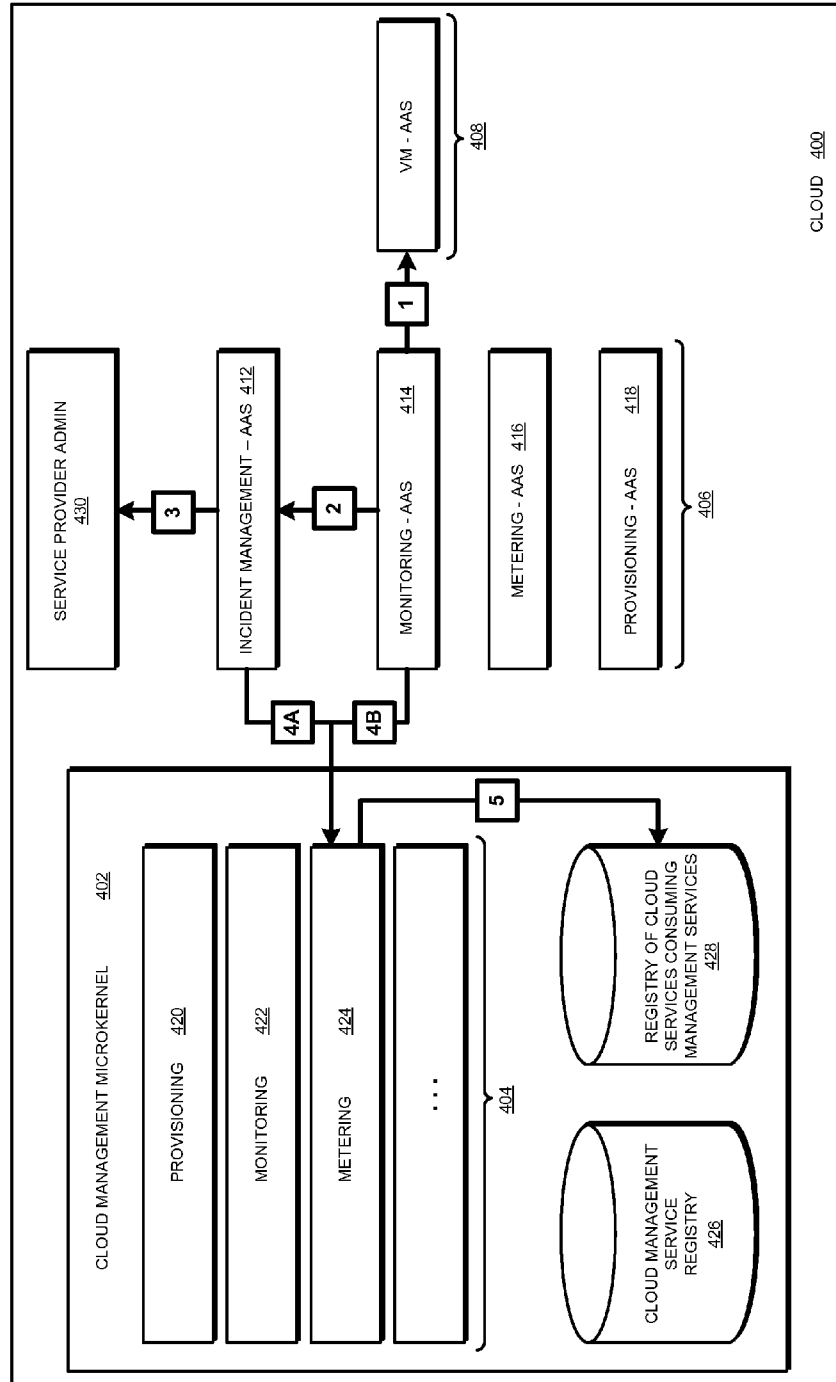 CLOUD MANAGEMENT MICROKERNEL 402
PROVISIONING 420
MONITORING 422
METERING 424
. . .
404
CLOUD MANAGEMENT
SERVICE
REGISTRY
426
REGISTRY OF CLOUD
SERVICES CONSUMING
MANAGEMENT SERVICES
428
5
4A
4B
SERVICE PROVIDER ADMIN
430
3
INCIDENT MANAGEMENT – AAS 412
2
MONITORING - AAS 414
METERING - AAS 416
PROVISIONING - AAS 418
406
1
VM - AAS
408
CLOUD 400